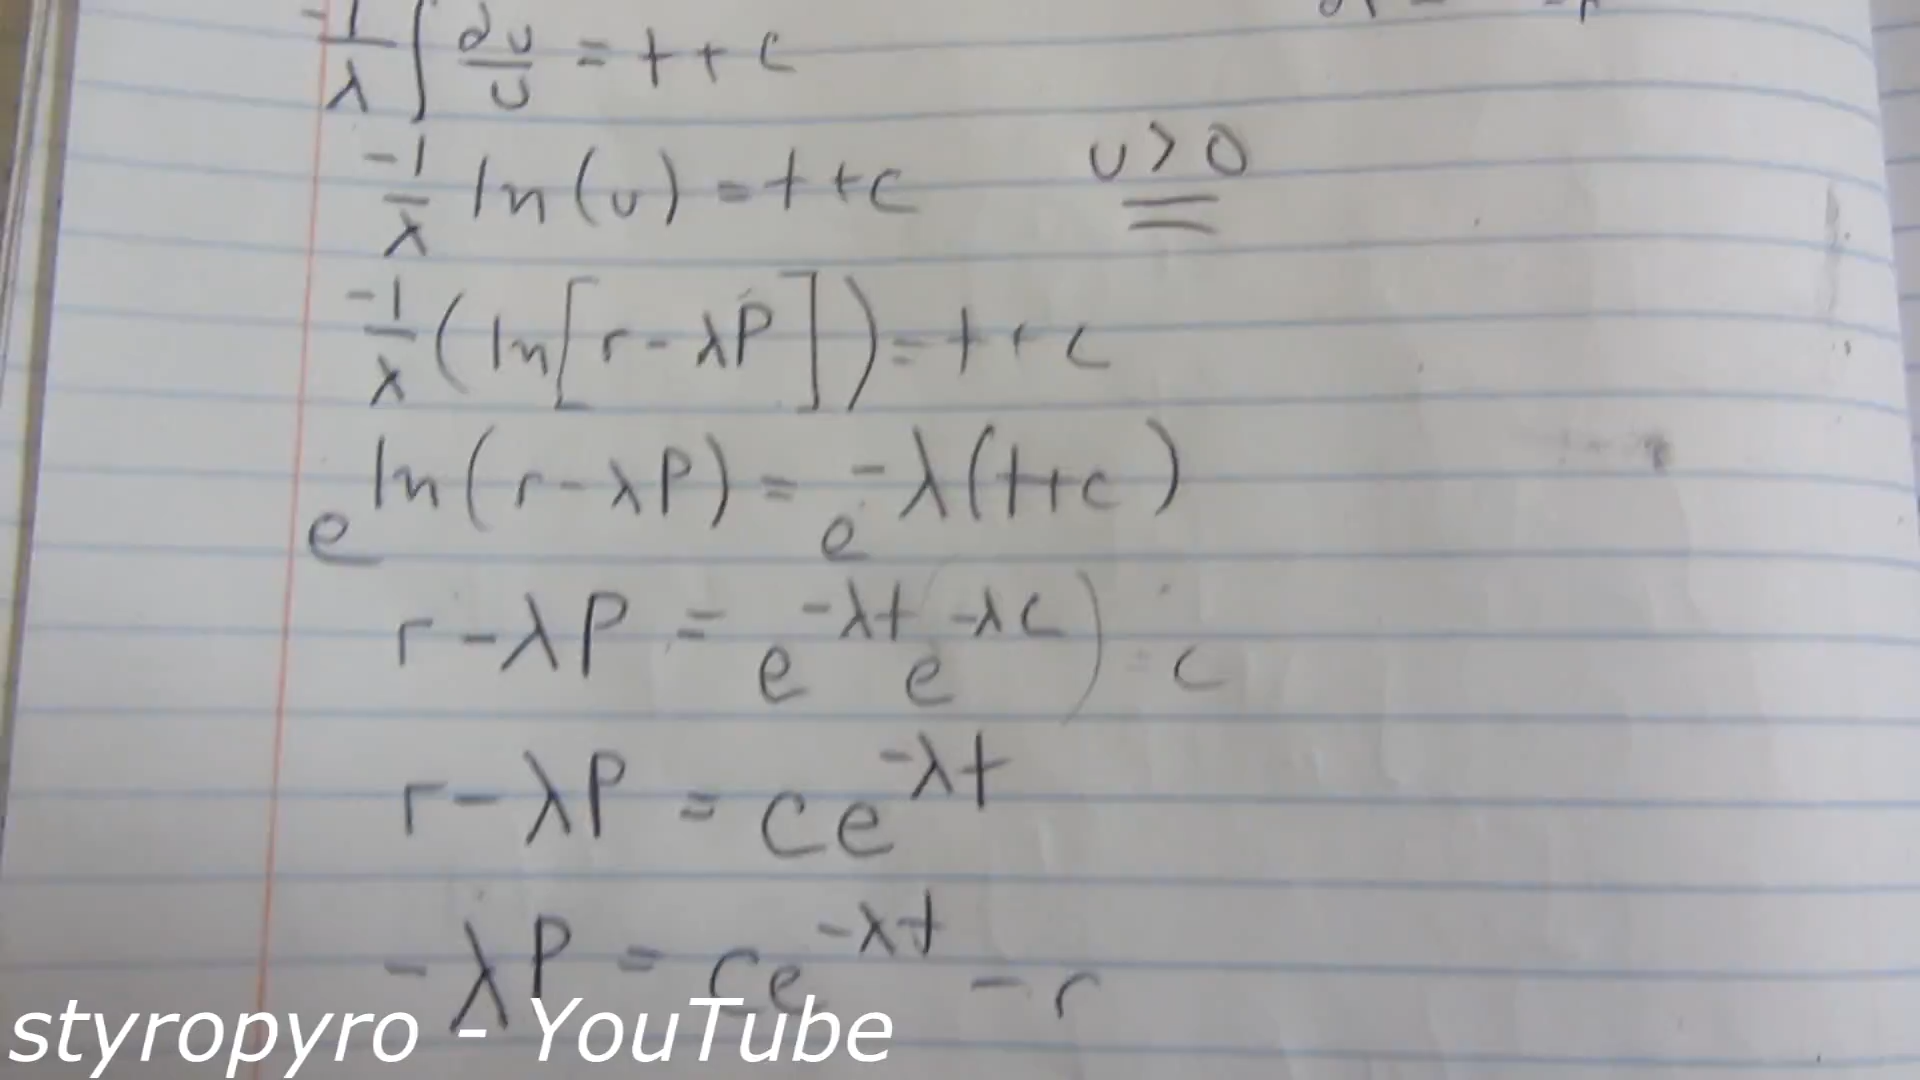 -1/λ ∫ du/u = t + c
-1/λ ln(u) = t + c    u > 0
-1/λ (ln[r - λP]) = t + c
e^ln(r - λP) = e^-λ(t + c)
r - λP = e^-λt e^-λc) = c
r - λP = ce^-λt
-λP = ce^-λt - r
styropyro - YouTube